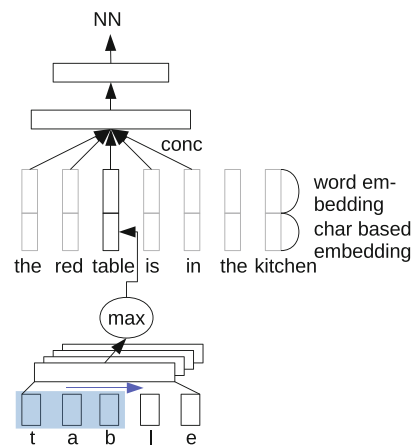 NN
conc
word em-
bedding
char based
embedding
the red table is in the kitchen
max
t a b l e